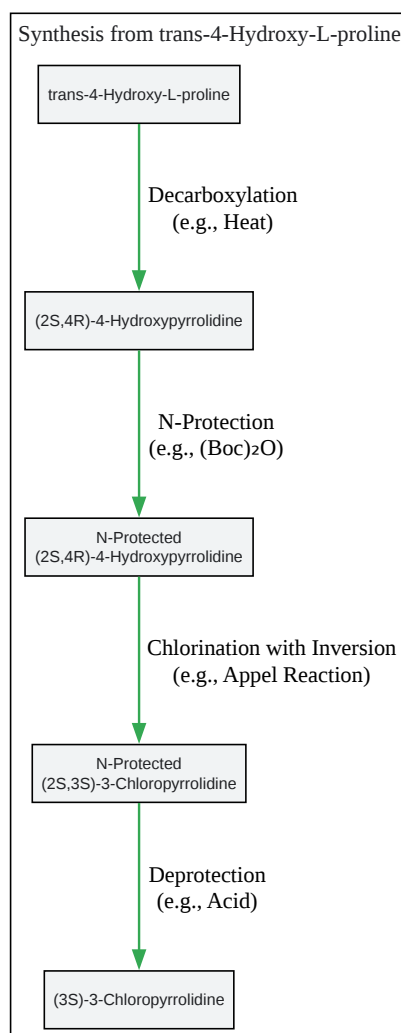 Synthesis from trans-4-Hydroxy-L-proline
trans-4-Hydroxy-L-proline
Decarboxylation
(e.g., Heat)
(2S,4R)-4-Hydroxypyrrolidine
N-Protection
(e.g., (Boc)₂O)
N-Protected
(2S,4R)-4-Hydroxypyrrolidine
Chlorination with Inversion
(e.g., Appel Reaction)
N-Protected
(2S,3S)-3-Chloropyrrolidine
Deprotection
(e.g., Acid)
(3S)-3-Chloropyrrolidine